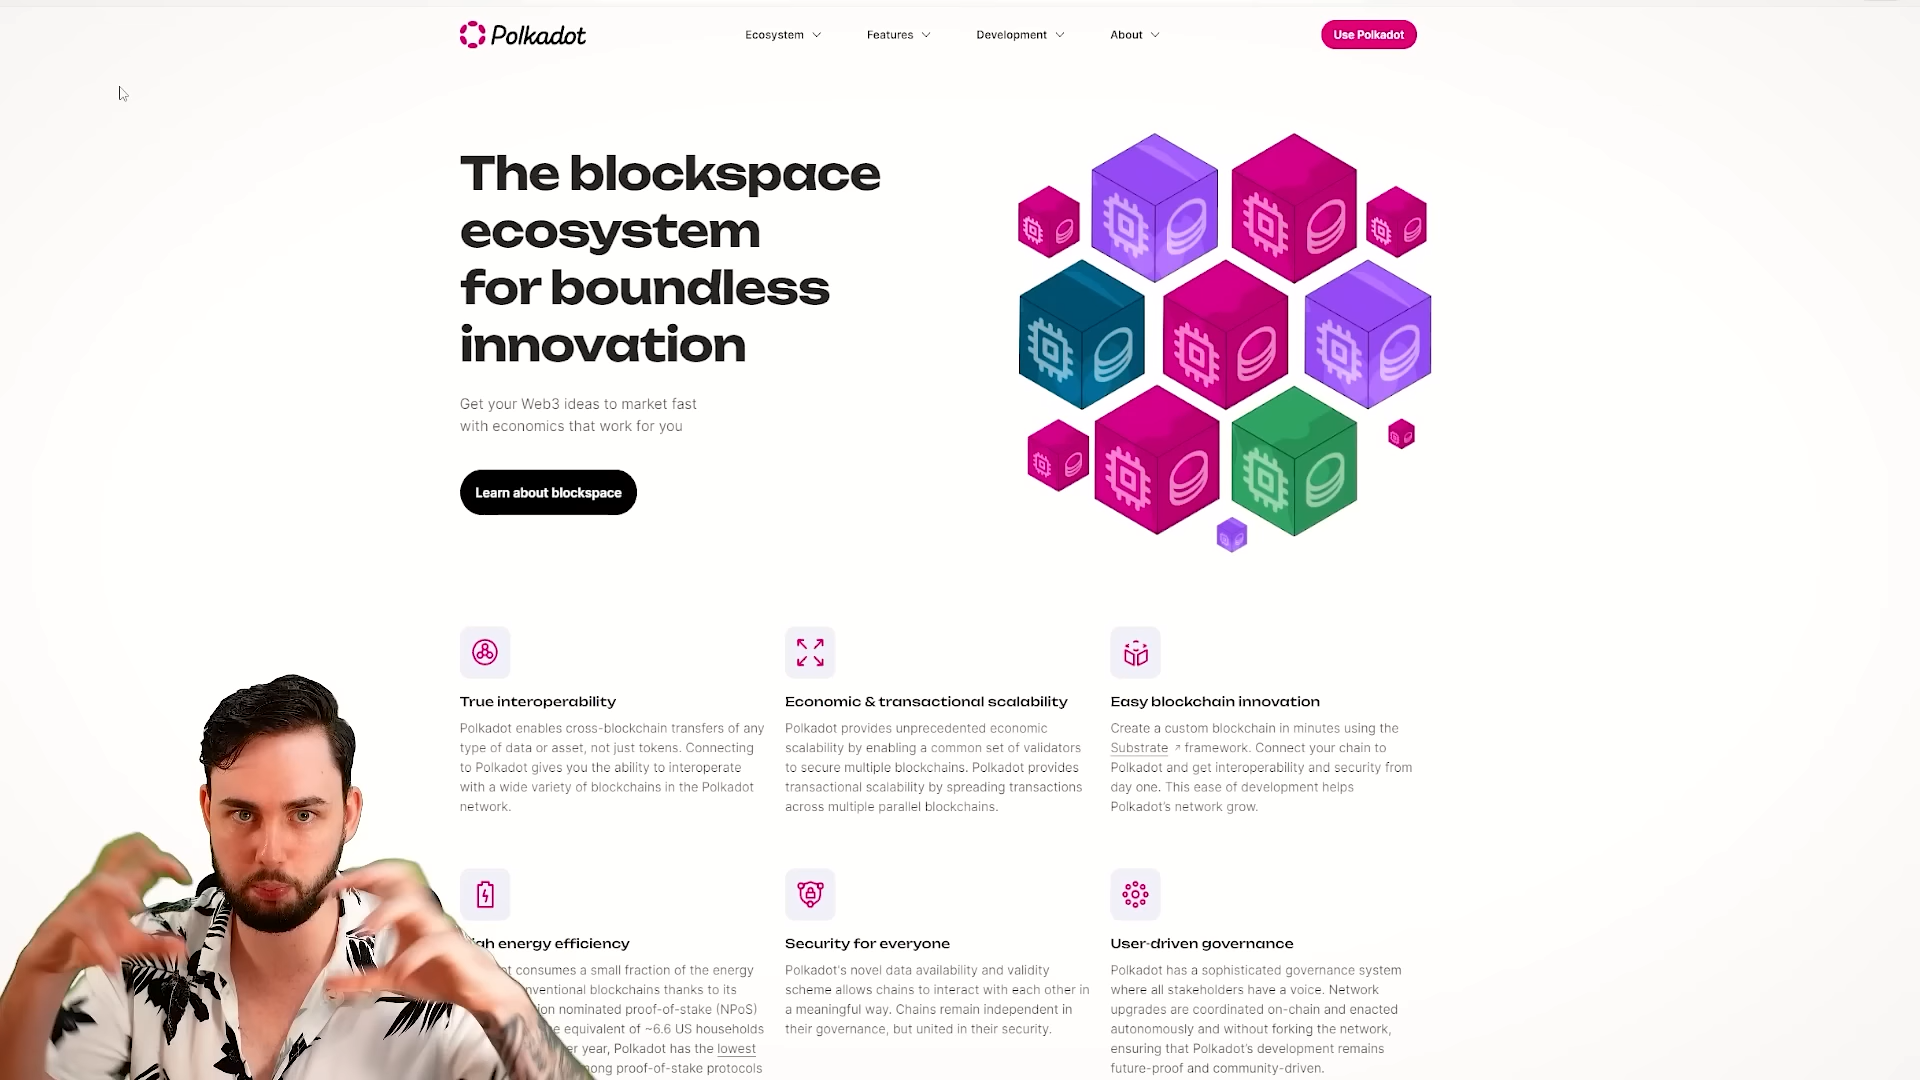 Polkadot
Ecosystem
Features
Development
About
Use Polkadot
The blockspace
ecosystem
for boundless
innovation
Get your Web3 ideas to market fast
with economics that work for you
Learn about blockspace
True interoperability
Polkadot enables cross-blockchain transfers of any
type of data or asset, not just tokens. Connecting
to Polkadot gives you the ability to interoperate
with a wide variety of blockchains in the Polkadot
network.
Economic & transactional scalability
Polkadot provides unprecedented economic
scalability by enabling a common set of validators
to secure multiple blockchains. Polkadot provides
transactional scalability by spreading transactions
across multiple parallel blockchains.
Easy blockchain innovation
Create a custom blockchain in minutes using the
Substrate ↗ framework. Connect your chain to
Polkadot and get interoperability and security from
day one. This ease of development helps
Polkadot's network grow.
energy efficiency
consumes a small fraction of the energy
blockchains thanks to its
nominated proof-of-stake (NPoS)
equivalent of ~6.6 US households
year, Polkadot has the lowest
proof-of-stake protocols
Security for everyone
Polkadot's novel data availability and validity
scheme allows chains to interact with each other in
a meaningful way. Chains remain independent in
their governance, but united in their security.
User-driven governance
Polkadot has a sophisticated governance system
where all stakeholders have a voice. Network
upgrades are coordinated on-chain and enacted
autonomously and without forking the network,
ensuring that Polkadot's development remains
future-proof and community-driven.